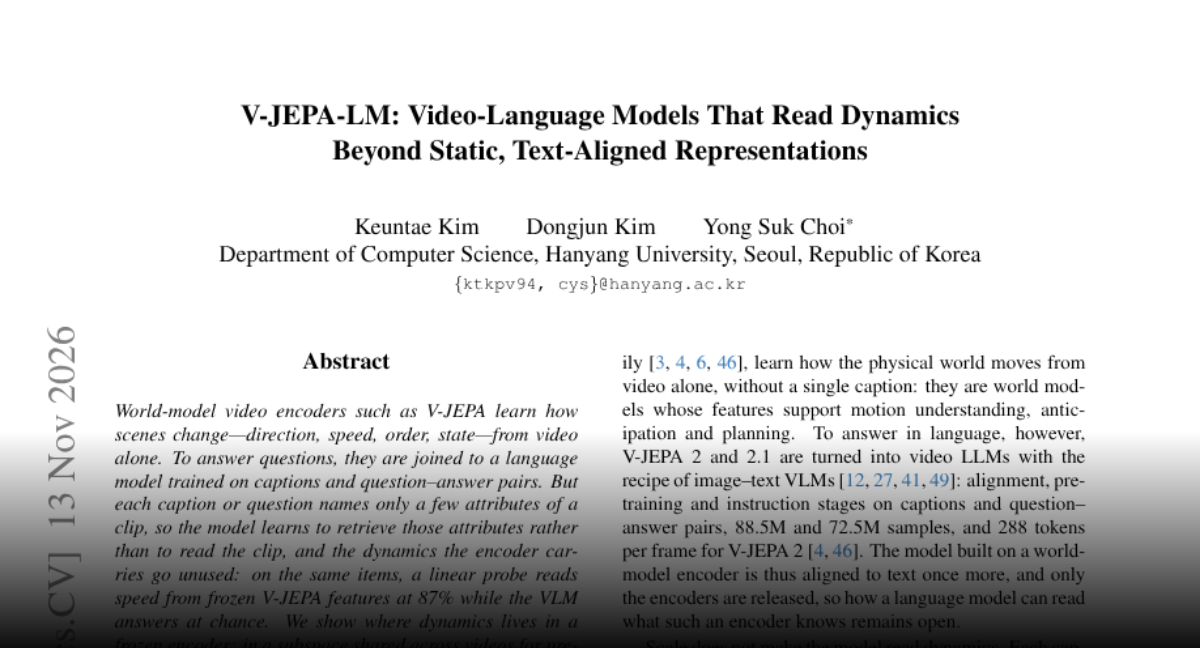 V-JEPA-LM: Video-Language Models That Read Dynamics
Beyond Static, Text-Aligned Representations
Keuntae Kim Dongjun Kim Yong Suk Choi*
Department of Computer Science, Hanyang University, Seoul, Republic of Korea
{ktkpv94, cys}@hanyang.ac.kr
s.CV] 13 Nov 2026
Abstract
World-model video encoders such as V-JEPA learn how
scenes change—direction, speed, order, state—from video
alone. To answer questions, they are joined to a language
model trained on captions and question–answer pairs. But
each caption or question names only a few attributes of a
clip, so the model learns to retrieve those attributes rather
than to read the clip, and the dynamics the encoder car-
ries go unused: on the same items, a linear probe reads
speed from frozen V-JEPA features at 87% while the VLM
answers at chance. We show where dynamics lives in a
frozen encoder: in a subspace shared across videos for
ily [3, 4, 6, 46], learn how the physical world moves from
video alone, without a single caption: they are world mod-
els whose features support motion understanding, antic-
ipation and planning. To answer in language, however,
V-JEPA 2 and 2.1 are turned into video LLMs with the
recipe of image–text VLMs [12, 27, 41, 49]: alignment, pre-
training and instruction stages on captions and question–
answer pairs, 88.5M and 72.5M samples, and 288 tokens
per frame for V-JEPA 2 [4, 46]. The model built on a world-
model encoder is thus aligned to text once more, and only
the encoders are released, so how a language model can read
what such an encoder knows remains open.